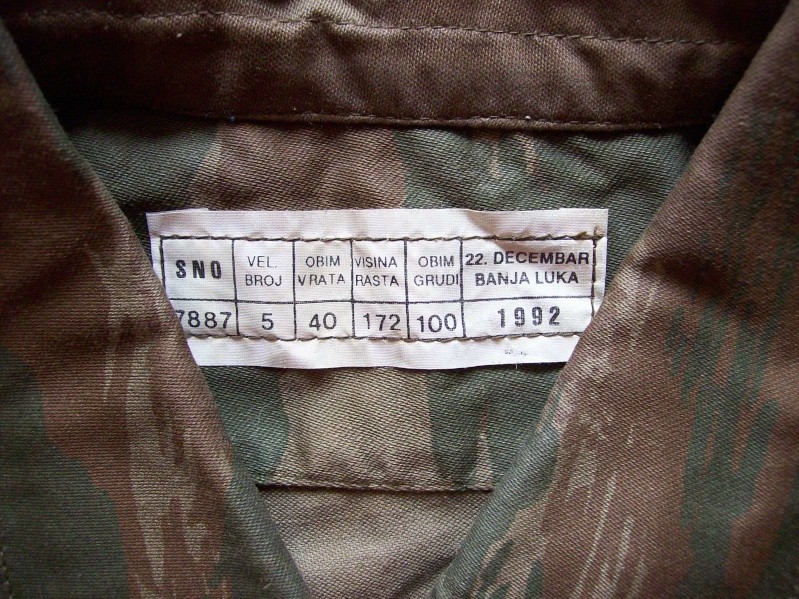 SNO VEL. BROJ OBIM VRATA VISINA RASTA OBIM GRUDI 22. DECEMBAR BANJA LUKA
7887 5 40 172 100 1992